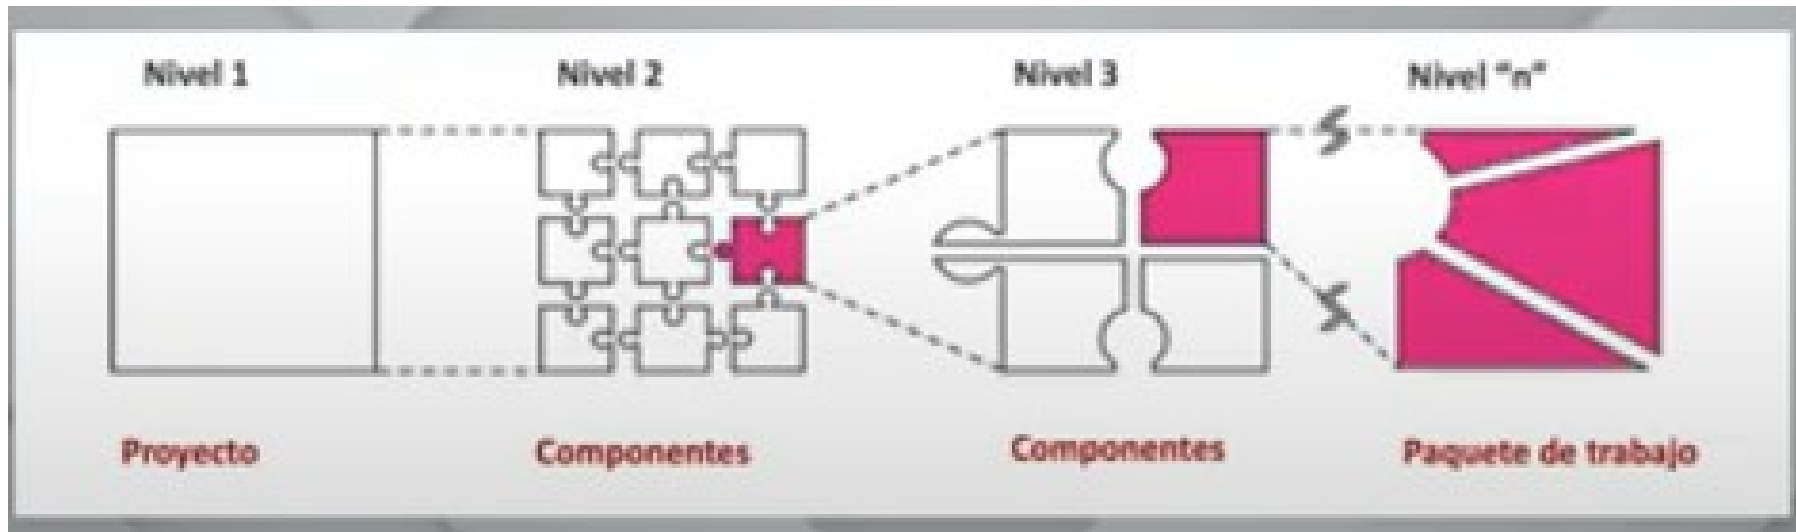 Nivel 1
Nivel 2
Nivel 3
Nivel "n"
Proyecto
Componentes
Componentes
Paquete de trabajo